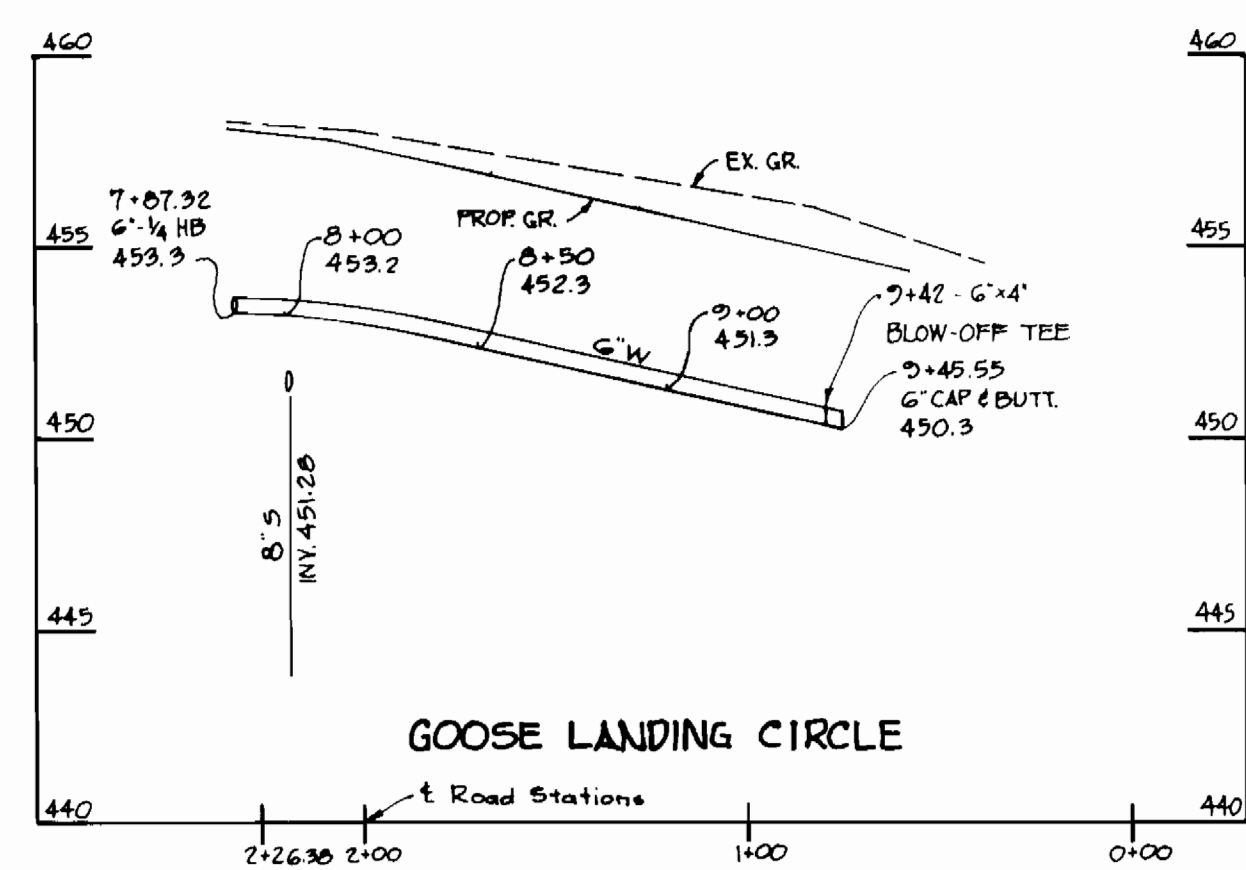 460
460
EX. GR.
PROP. GR.
7+87.32
6"-1/4 HB
453.3
455
455
8+00
453.2
8+50
452.3
9+00
451.3
9+42 - 6"x4"
BLOW-OFF TEE
6"W
9+45.55
6" CAP & BUTT.
450.3
450
450
8" S
INV. 451.28
445
445
GOOSE LANDING CIRCLE
℄ Road Stations
440
440
2+26.38
2+00
1+00
0+00